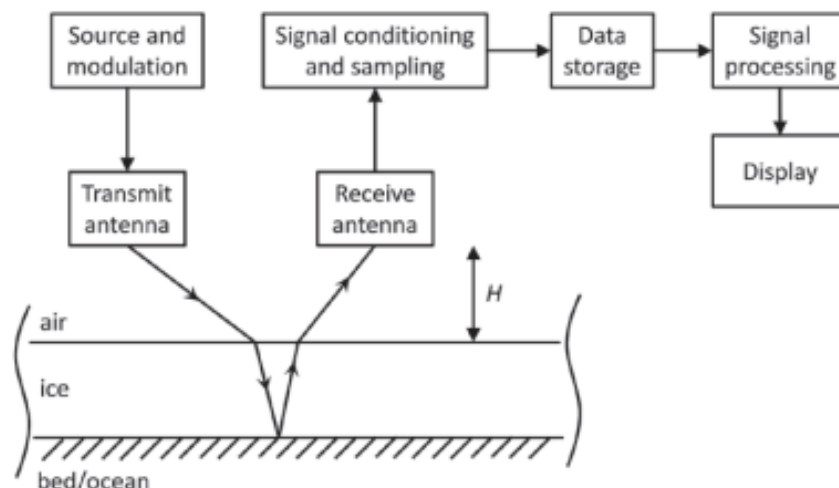 Source and
modulation
Signal conditioning
and sampling
Data
storage
Signal
processing
Display
Transmit
antenna
Receive
antenna
H
air
ice
bed/ocean